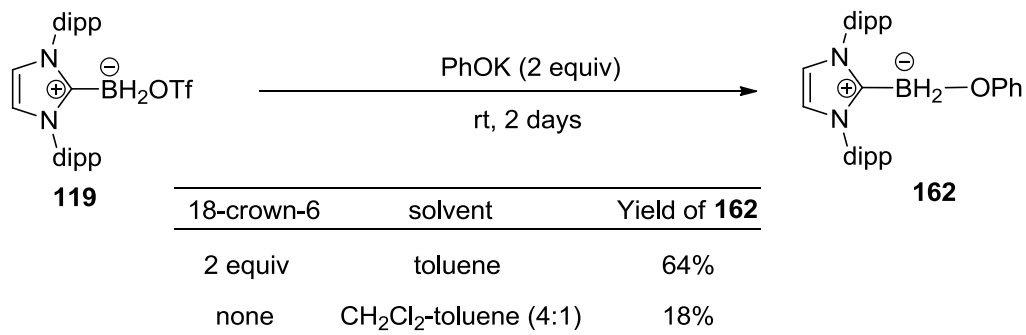 dipp
N
⊕
N
⊖
BH₂OTf
dipp
119
PhOK (2 equiv)
rt, 2 days
dipp
N
⊕
N
⊖
BH₂
OPh
dipp
162
18-crown-6 solvent Yield of 162
2 equiv toluene 64%
none CH₂Cl₂-toluene (4:1) 18%